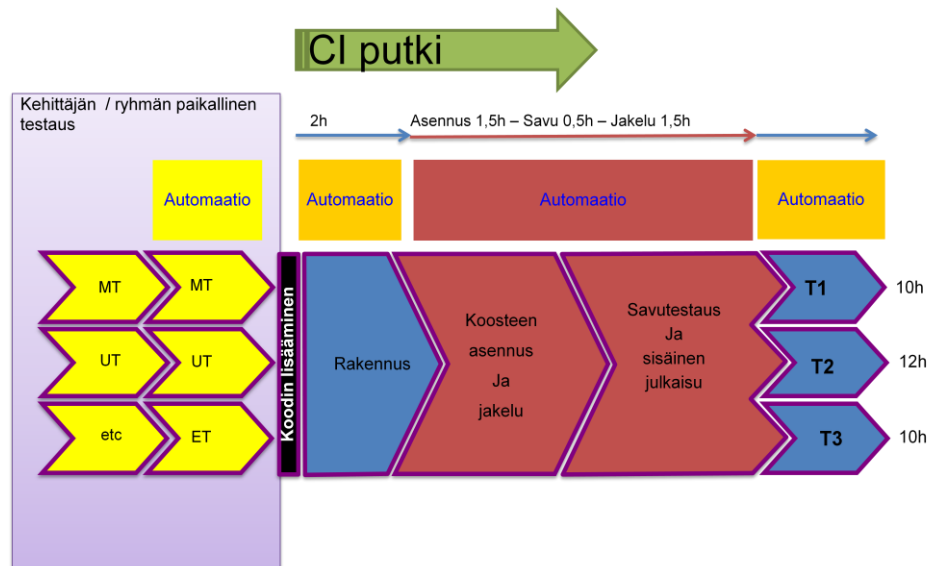 CI putki
Kehittäjän / ryhmän paikallinen
testaus
2h
Asennus 1,5h – Savu 0,5h – Jakelu 1,5h
Automaatio
Automaatio
Automaatio
Automaatio
MT
MT
UT
UT
etc
ET
Koodin lisääminen
Rakennus
Koosteen
asennus
Ja
jakelu
Savutestaus
Ja
sisäinen
julkaisu
T1
10h
T2
12h
T3
10h